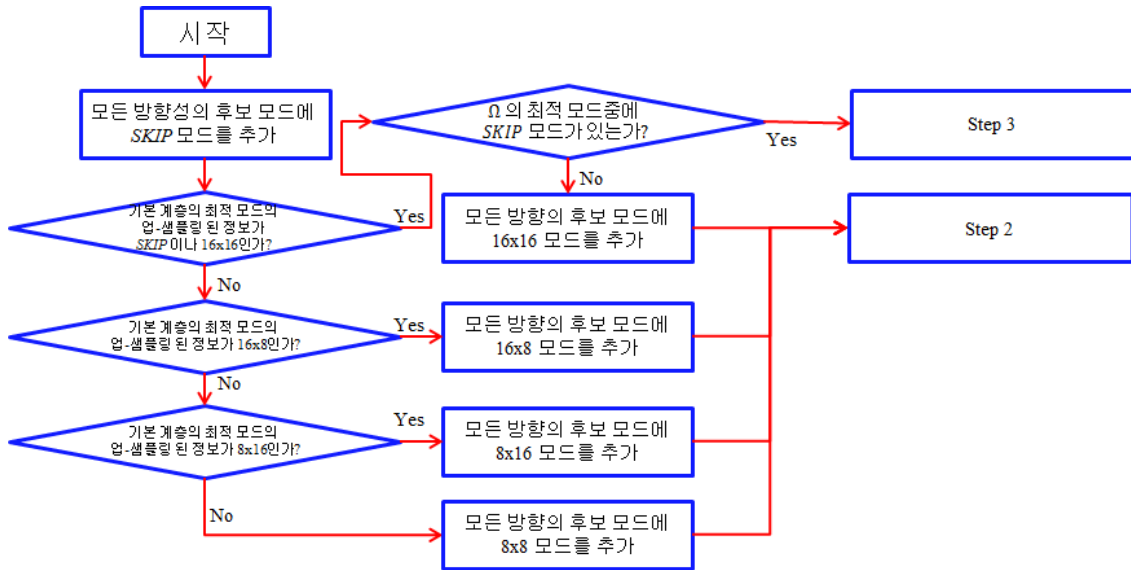 시작
모든 방향성의 후보 모드에
SKIP 모드를 추가
Ω 의 최적 모드중에
SKIP 모드가 있는가?
Yes
Step 3
No
기본 계층의 최적 모드의
업-샘플링 된 정보가
SKIP 이나 16x16인가?
Yes
모든 방향의 후보 모드에
16x16 모드를 추가
Step 2
No
기본 계층의 최적 모드의
업-샘플링 된 정보가 16x8인가?
Yes
모든 방향의 후보 모드에
16x8 모드를 추가
No
기본 계층의 최적 모드의
업-샘플링 된 정보가 8x16인가?
Yes
모든 방향의 후보 모드에
8x16 모드를 추가
No
모든 방향의 후보 모드에
8x8 모드를 추가